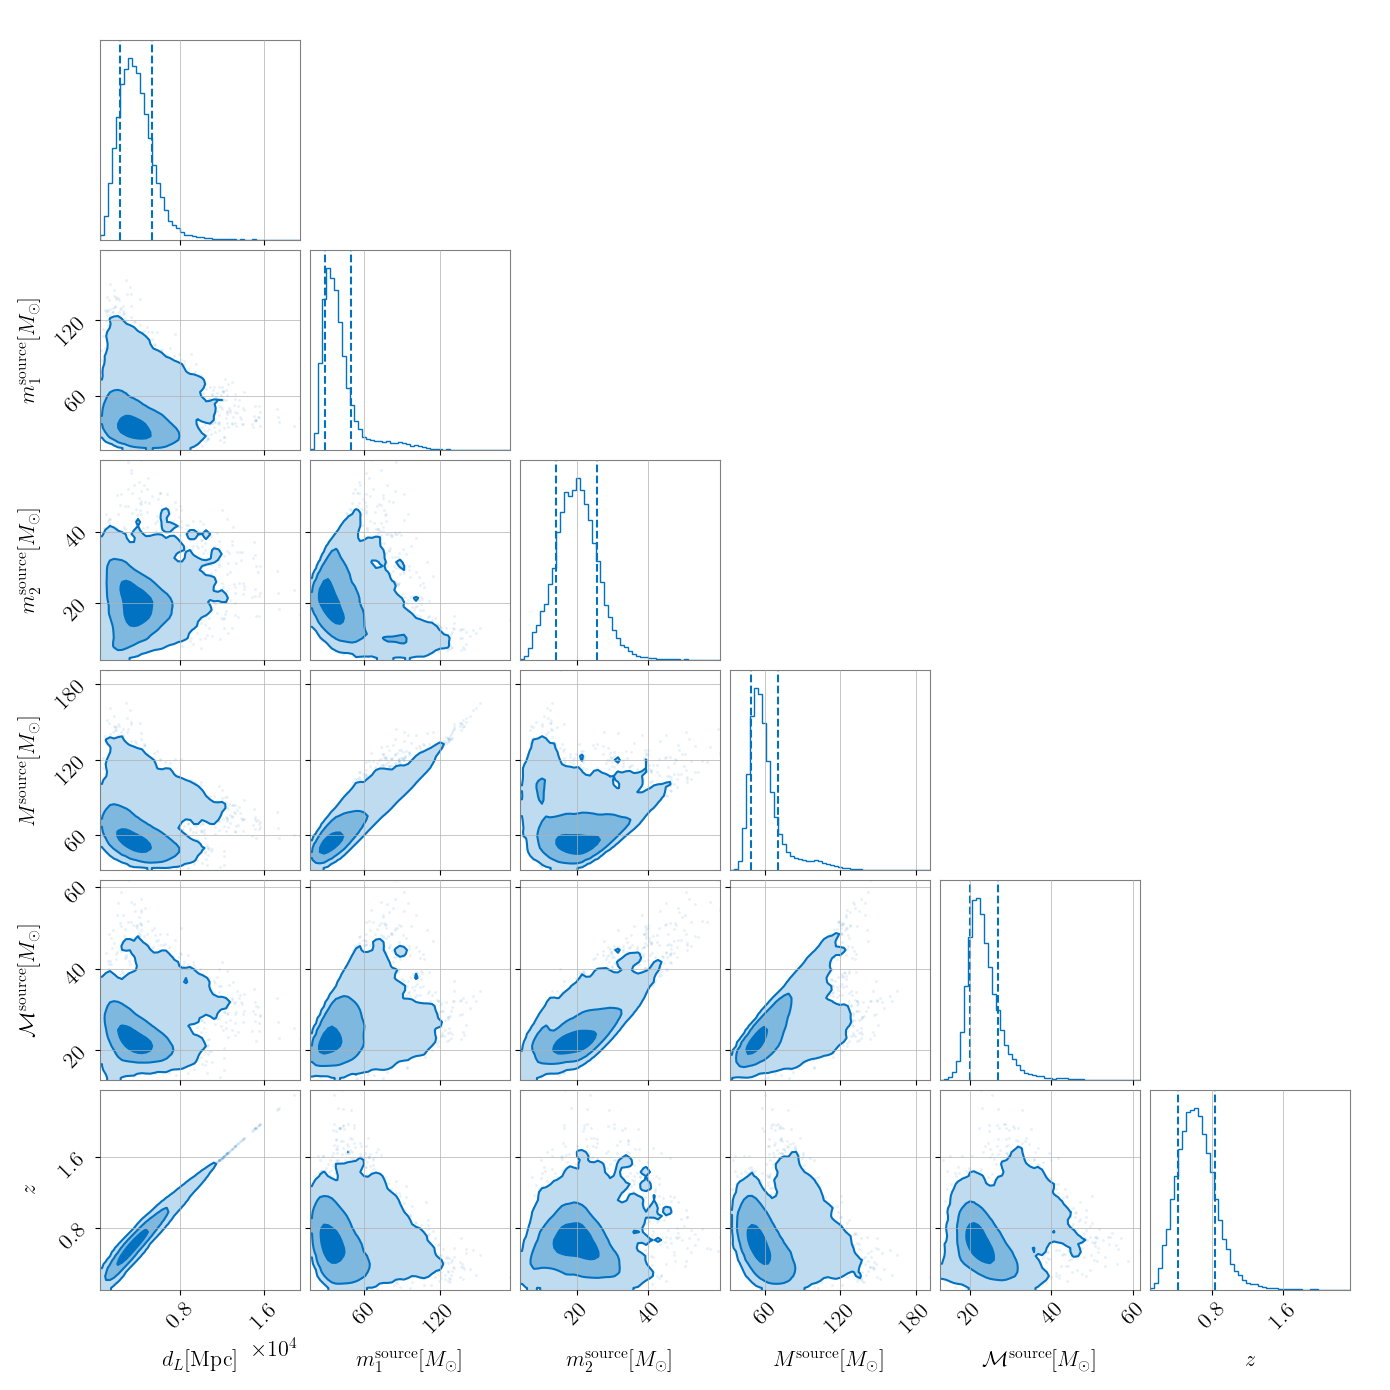 120
60
m_1^source[M_⊙]
40
20
m_2^source[M_⊙]
180
120
60
M^source[M_⊙]
60
40
20
ℳ^source[M_⊙]
1.6
0.8
z
0.8 1.6 60 120 20 40 60 120 180 20 40 60 0.8 1.6
×10^4
d_L[Mpc] m_1^source[M_⊙] m_2^source[M_⊙] M^source[M_⊙] ℳ^source[M_⊙] z